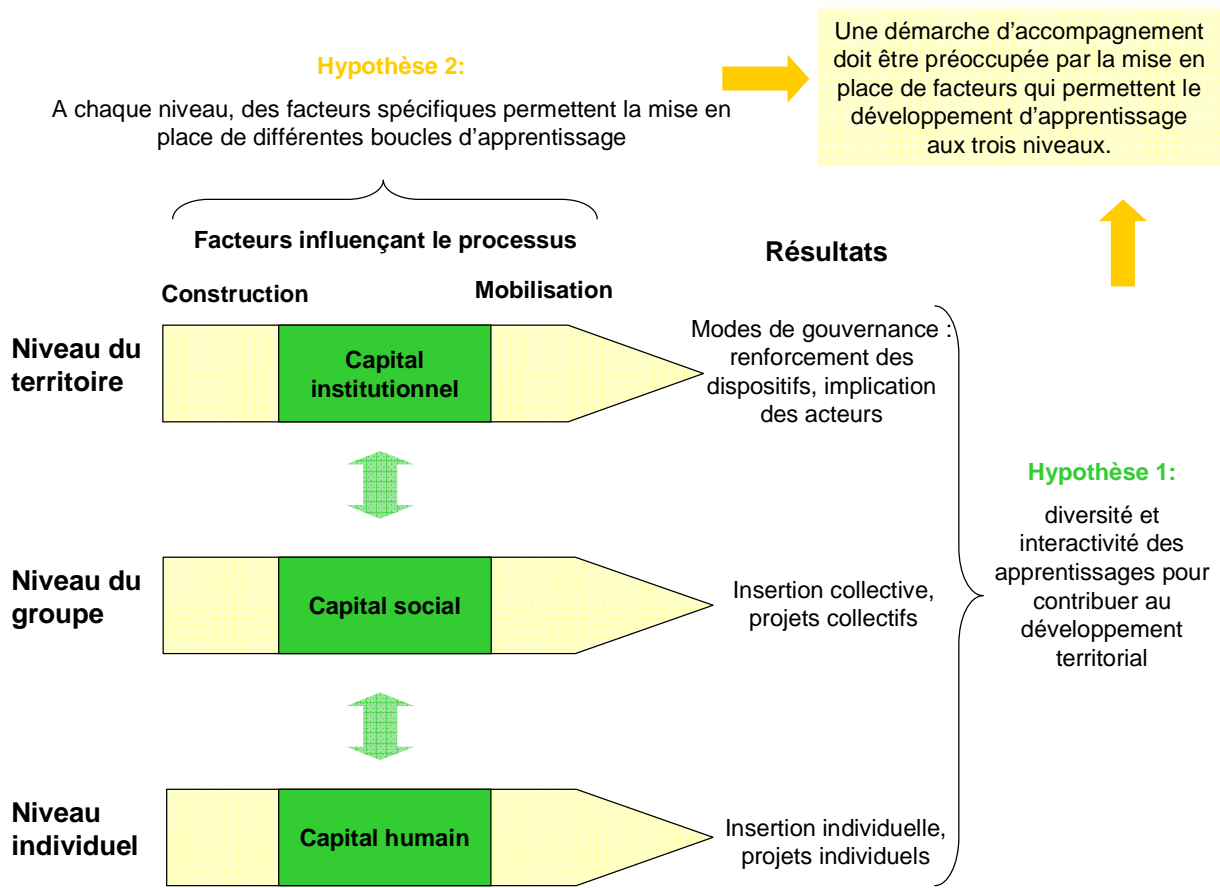 Hypothèse 2:
A chaque niveau, des facteurs spécifiques permettent la mise en
place de différentes boucles d'apprentissage
Une démarche d'accompagnement
doit être préoccupée par la mise en
place de facteurs qui permettent le
développement d'apprentissage
aux trois niveaux.
Facteurs influençant le processus
Résultats
Construction
Mobilisation
Niveau du
territoire
Capital
institutionnel
Modes de gouvernance :
renforcement des
dispositifs, implication
des acteurs
Niveau du
groupe
Capital social
Insertion collective,
projets collectifs
Niveau
individuel
Capital humain
Insertion individuelle,
projets individuels
Hypothèse 1:
diversité et
interactivité des
apprentissages pour
contribuer au
développement
territorial